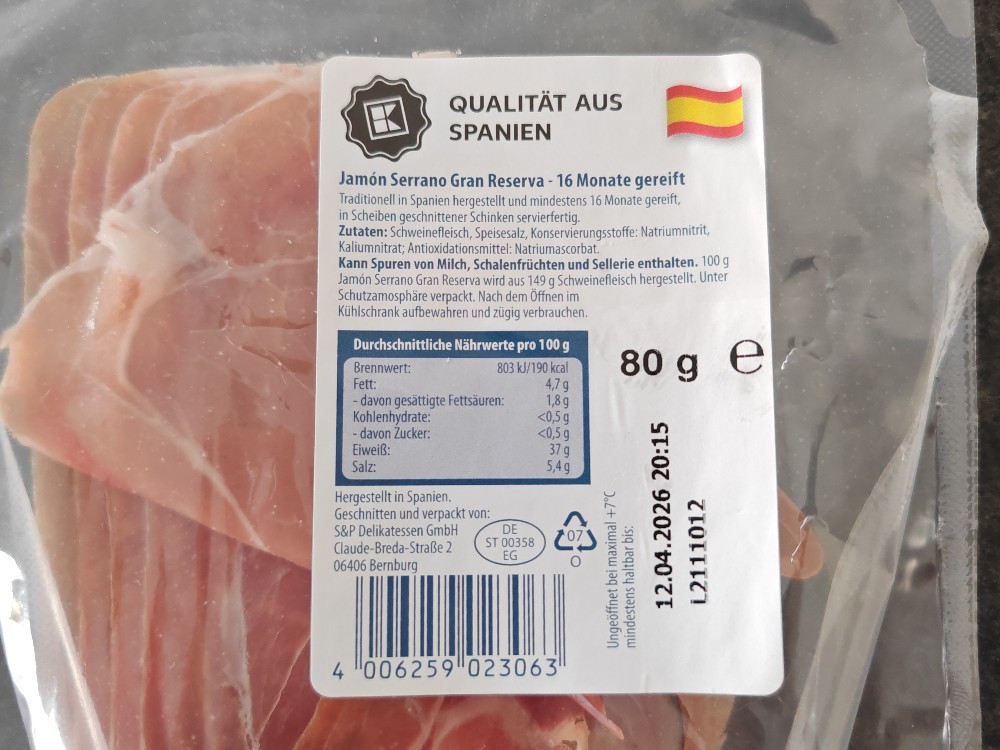 K
QUALITÄT AUS
SPANIEN
Jamón Serrano Gran Reserva - 16 Monate gereift
Traditionell in Spanien hergestellt und mindestens 16 Monate gereift,
in Scheiben geschnittener Schinken servierfertig.
Zutaten: Schweinefleisch, Speisesalz, Konservierungsstoffe: Natriumnitrit,
Kaliumnitrat; Antioxidationsmittel: Natriumascorbat.
Kann Spuren von Milch, Schalenfrüchten und Sellerie enthalten. 100 g
Jamón Serrano Gran Reserva wird aus 149 g Schweinefleisch hergestellt. Unter
Schutzamosphäre verpackt. Nach dem Öffnen im
Kühlschrank aufbewahren und zügig verbrauchen.
Durchschnittliche Nährwerte pro 100 g
Brennwert: 803 kJ/190 kcal
Fett: 4,7 g
- davon gesättigte Fettsäuren: 1,8 g
Kohlenhydrate: <0,5 g
- davon Zucker: <0,5 g
Eiweiß: 37 g
Salz: 5,4 g
80 g e
Hergestellt in Spanien.
Geschnitten und verpackt von:
S&P Delikatessen GmbH
Claude-Breda-Straße 2
06406 Bernburg
DE
ST 00358
EG
07
O
Ungeöffnet bei maximal +7°C
mindestens haltbar bis:
12.04.2026 20:15
L2111012
4 006259 023063